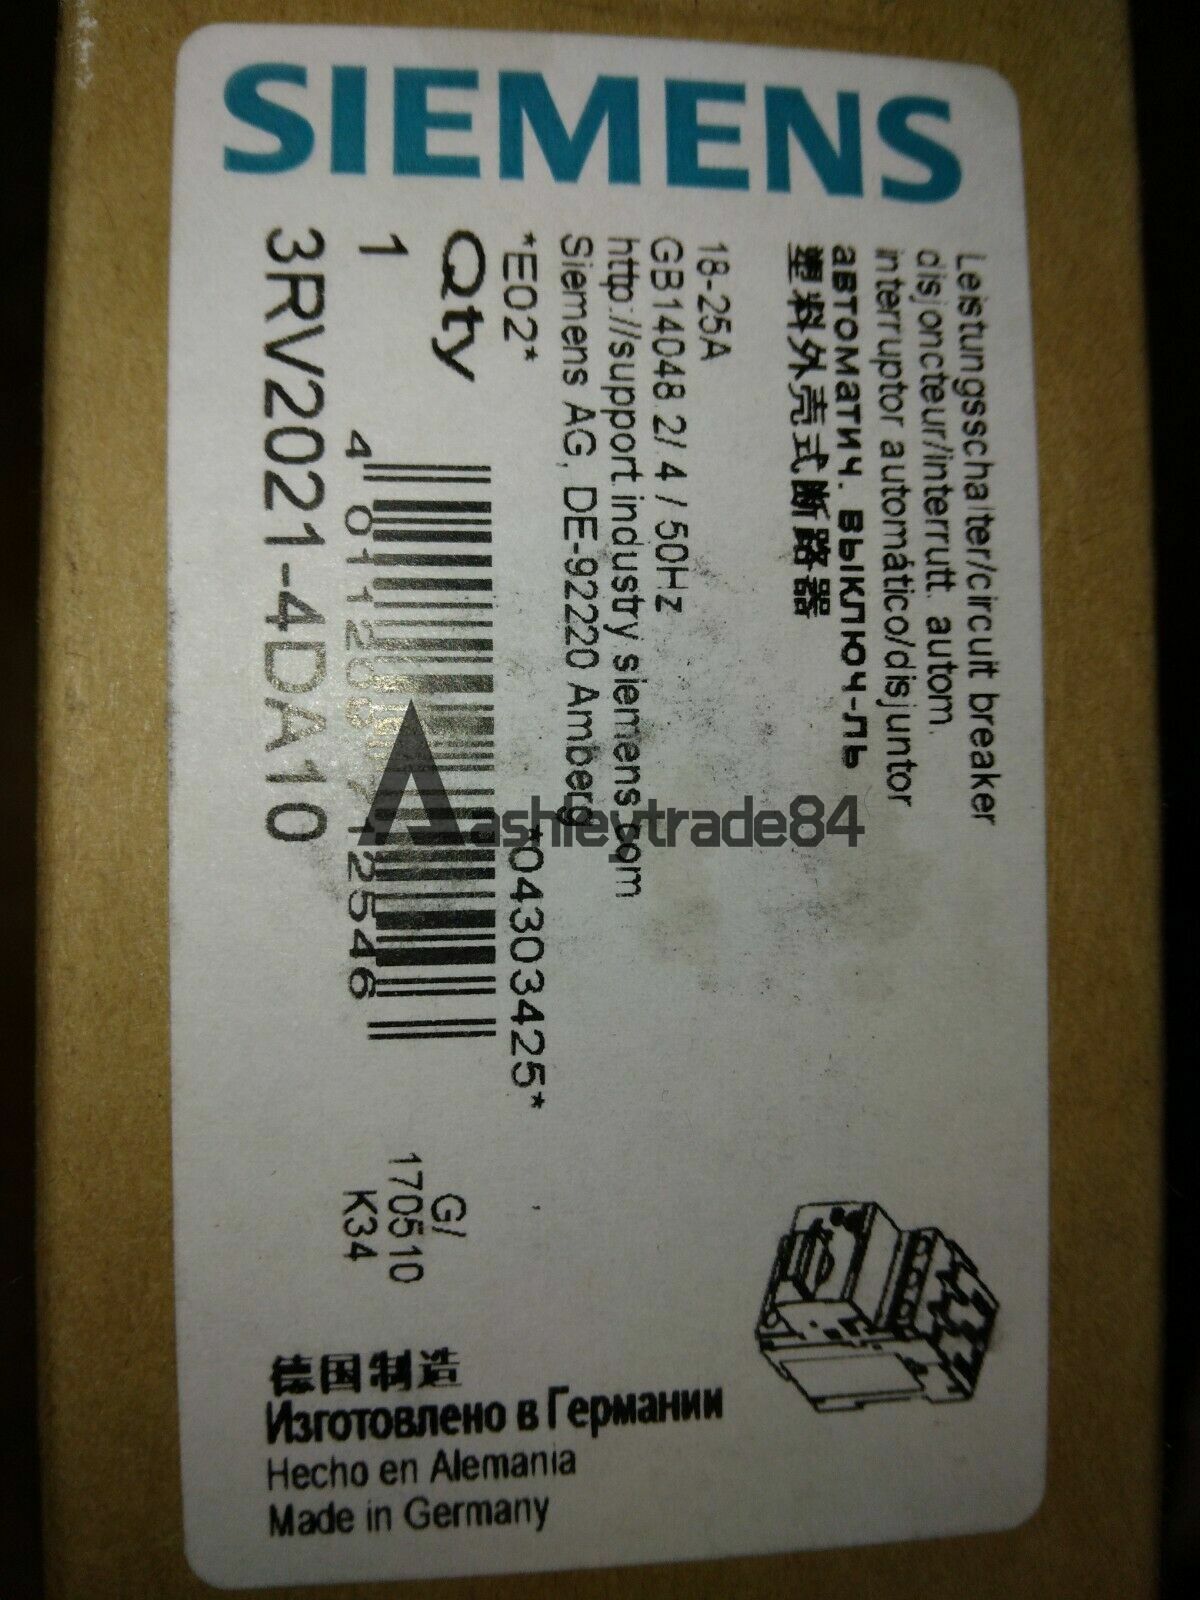 SIEMENS
Leistungsschalter/circuit breaker
disjoncteur/interrutt. autom.
interruptor automático/disjuntor
автоматич. выключ-ль
塑料外壳式断路器
18-25A
GB14048.2/ 4 / 50Hz
http://support.industry.siemens.com
Siemens AG, DE-92220 Amberg
*E02*
*04303425*
Qty
1
3RV2021-4DA10
4 011209 712546
G/
170510
K34
德国制造
Изготовлено в Германии
Hecho en Alemania
Made in Germany
ashleytrade84